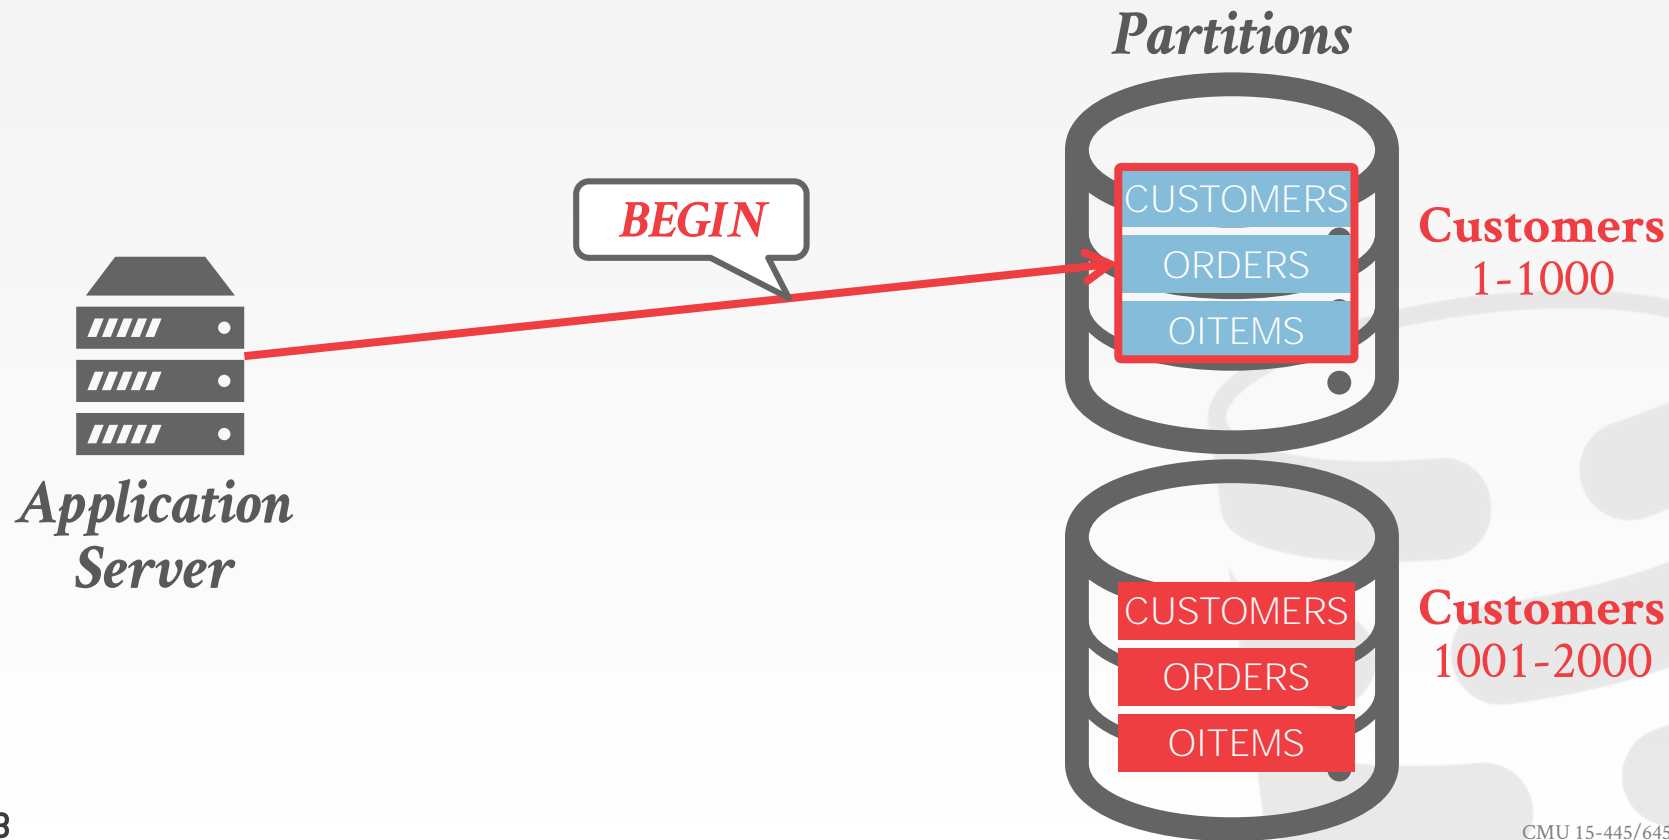 Partitions
BEGIN
CUSTOMERS
ORDERS
OITEMS
Customers
1-1000
Application
Server
CUSTOMERS
ORDERS
OITEMS
Customers
1001-2000
CMU 15-445/645